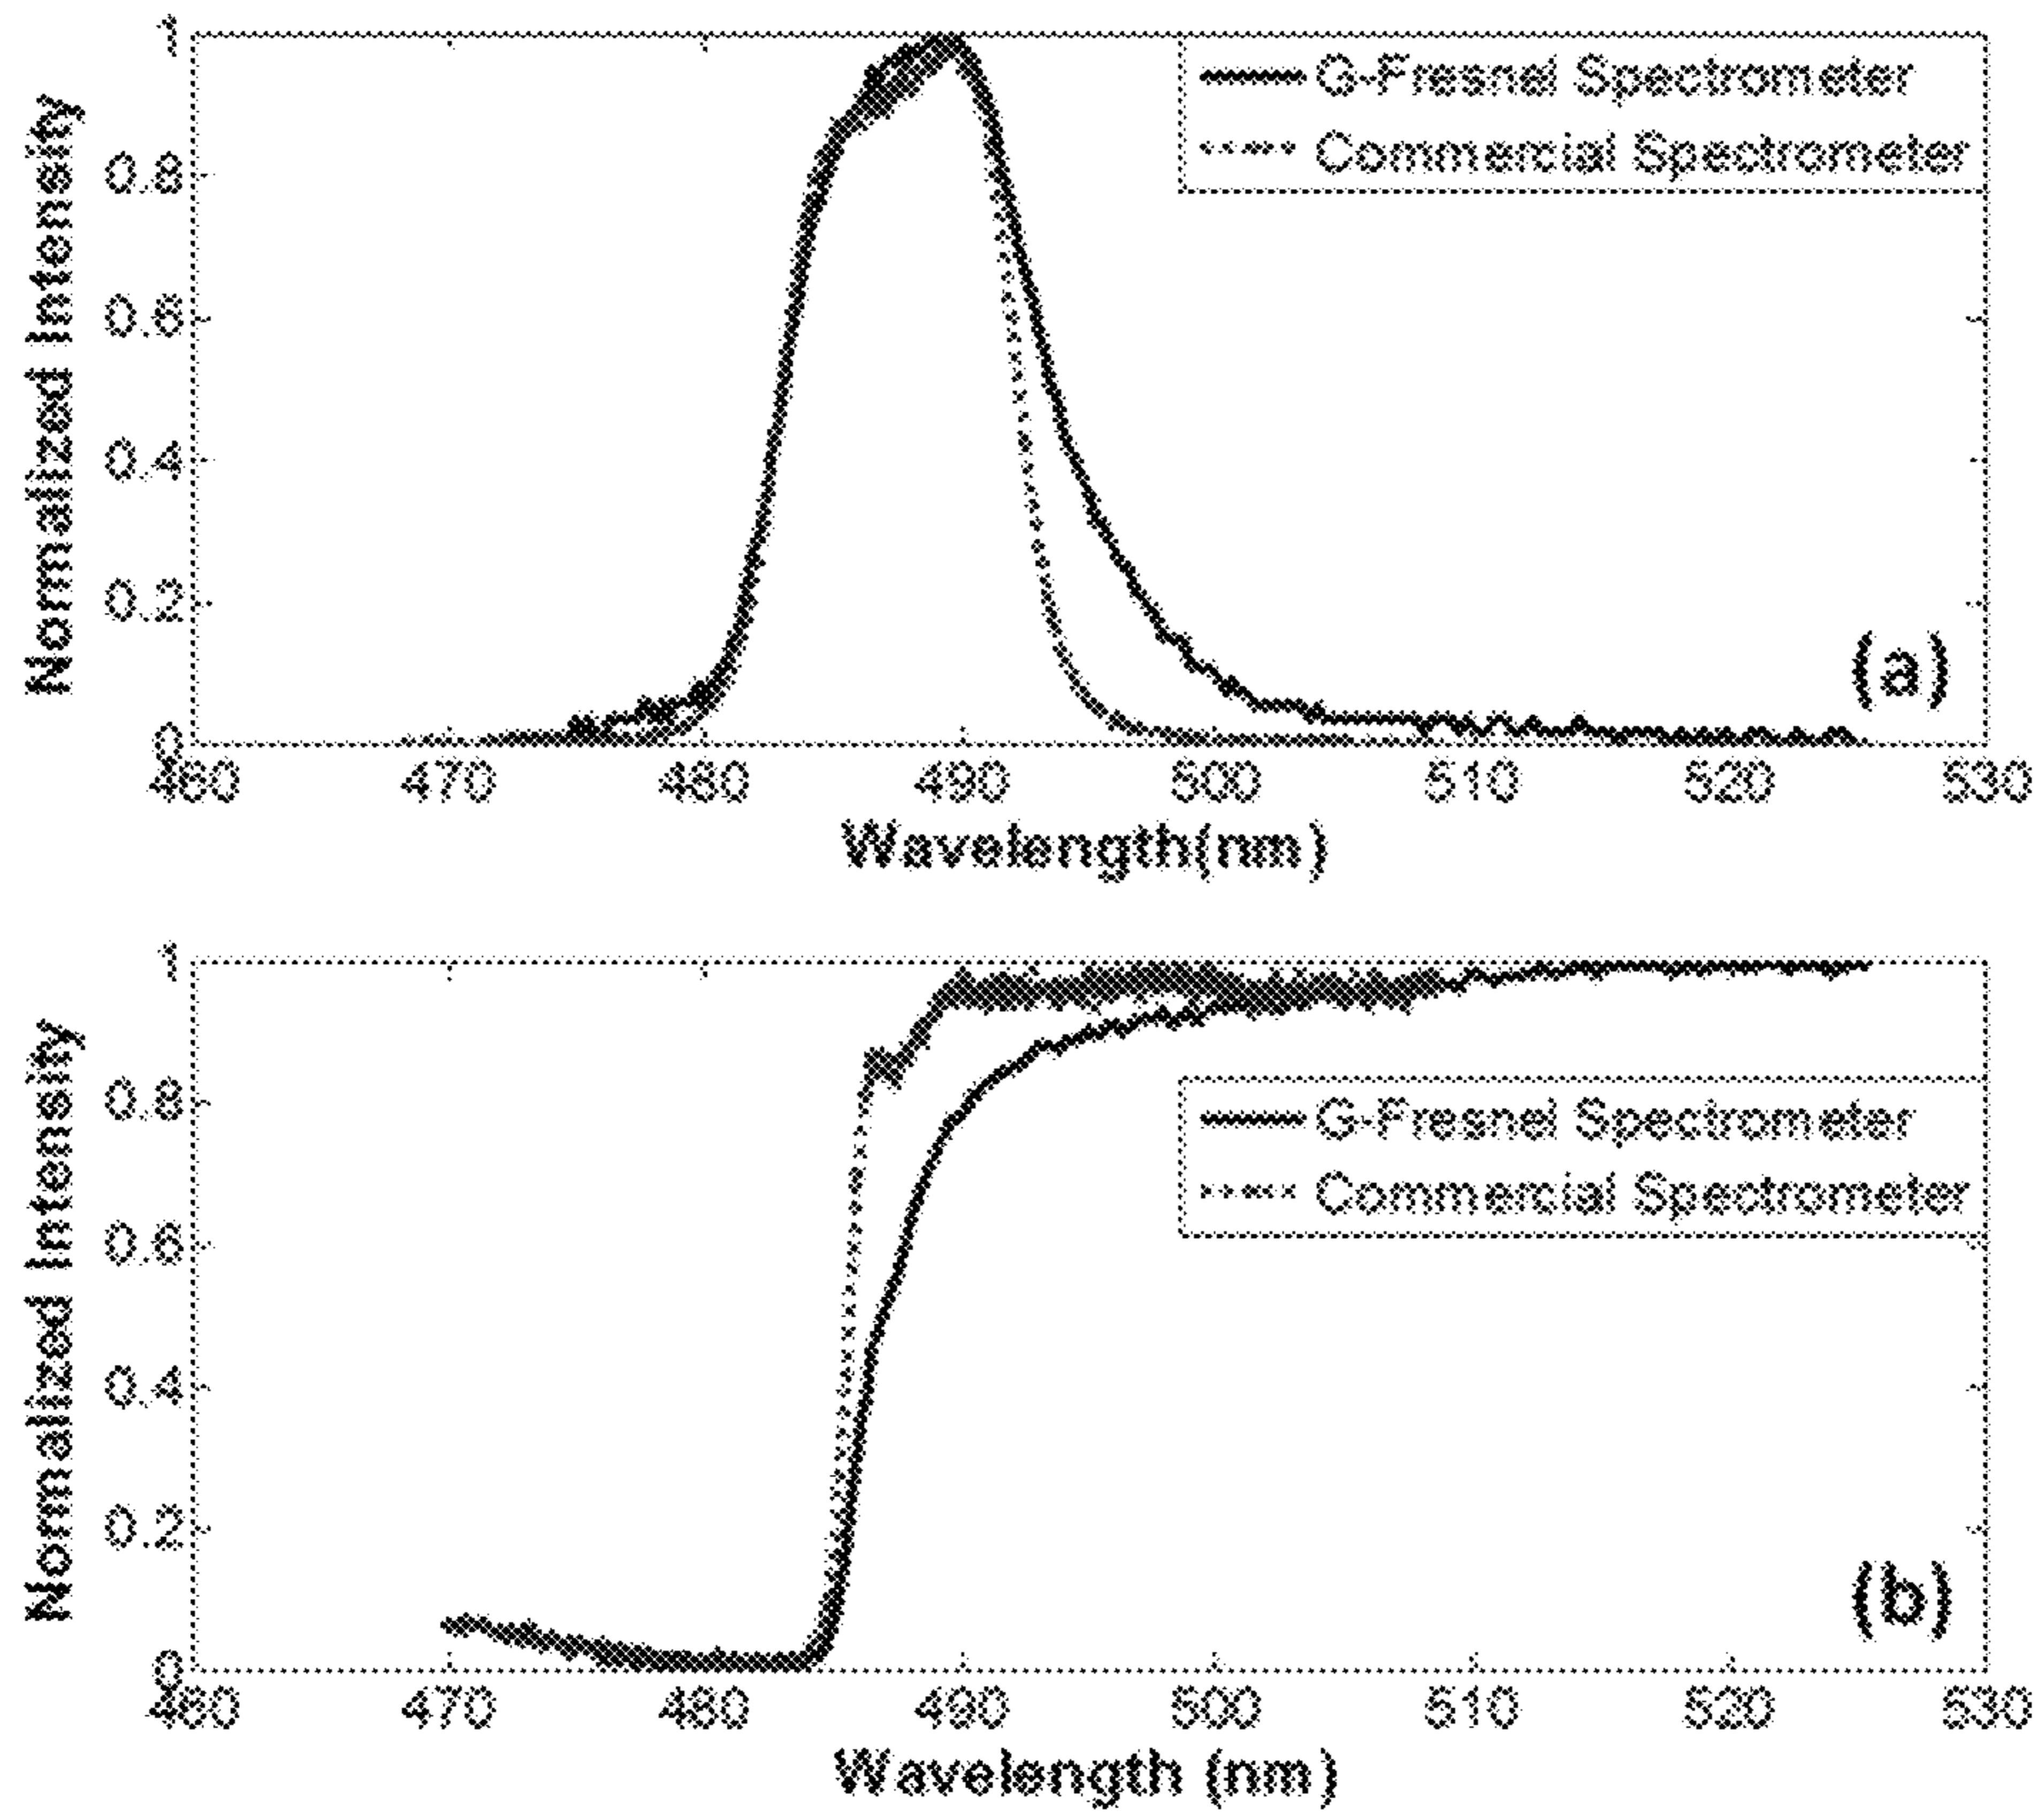 1
0.8
0.6
0.4
0.2
0
Normalized Intensity
G-Fresnel Spectrometer
Commercial Spectrometer
(a)
460 470 480 490 500 510 520 530
Wavelength(nm)
1
0.8
0.6
0.4
0.2
0
Normalized Intensity
G-Fresnel Spectrometer
Commercial Spectrometer
(b)
460 470 480 490 500 510 520 530
Wavelength (nm)